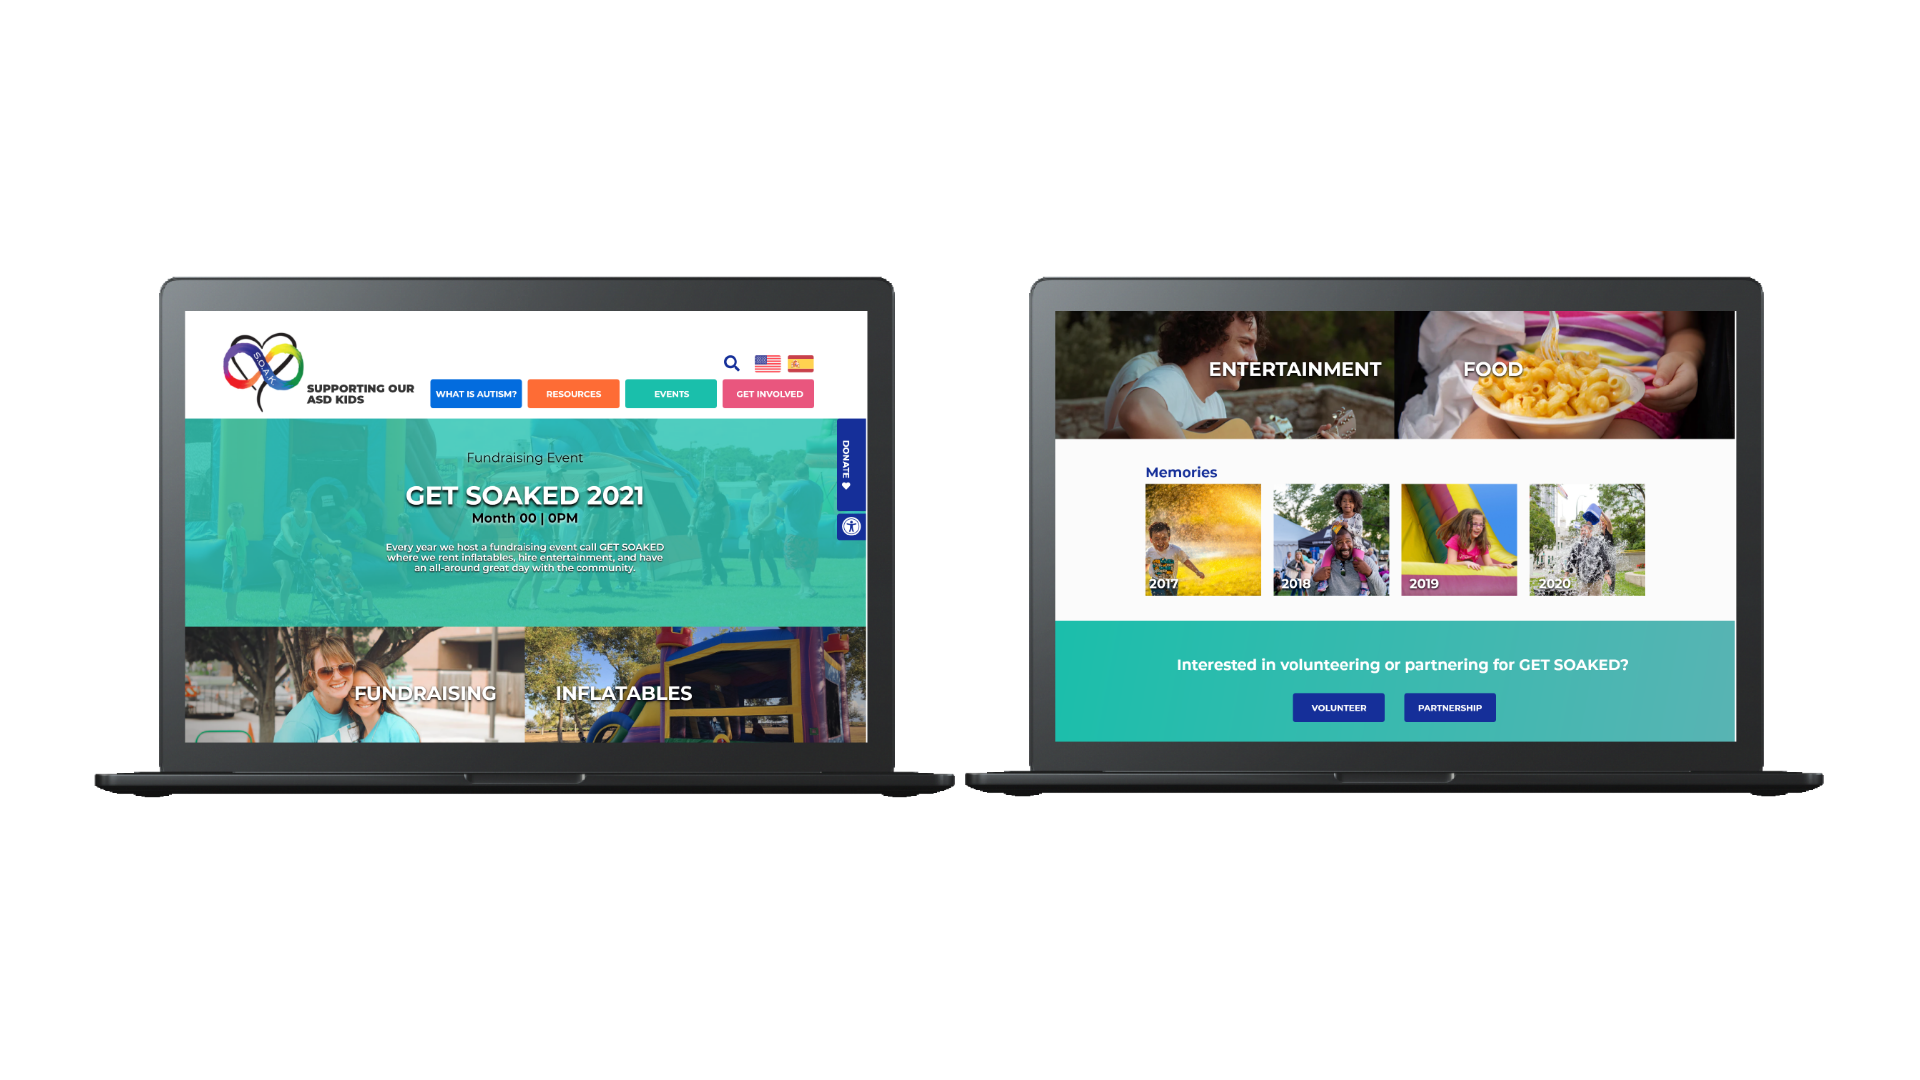 S.O.A.K
SUPPORTING OUR
ASD KIDS
WHAT IS AUTISM?
RESOURCES
EVENTS
GET INVOLVED
DONATE
Fundraising Event
GET SOAKED 2021
Month 00 | 0PM
Every year we host a fundraising event call GET SOAKED
where we rent inflatables, hire entertainment, and have
an all-around great day with the community.
FUNDRAISING
INFLATABLES
ENTERTAINMENT
FOOD
Memories
2017
2018
2019
2020
Interested in volunteering or partnering for GET SOAKED?
VOLUNTEER
PARTNERSHIP